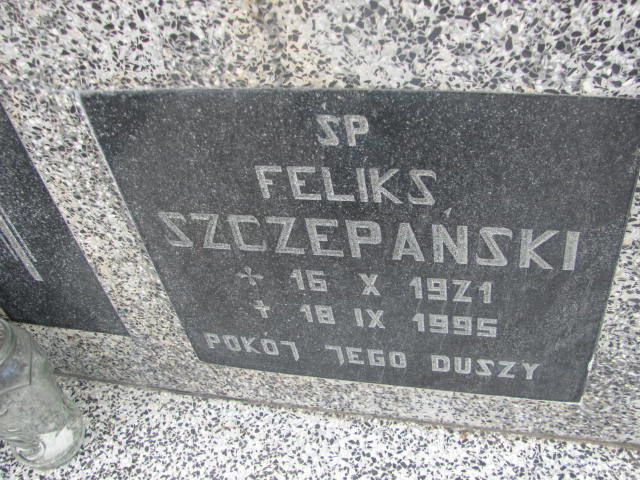 SP
FELIKS
SZCZEPAŃSKI
* 16 X 1921
† 18 IX 1995
POKÓJ JEGO DUSZY